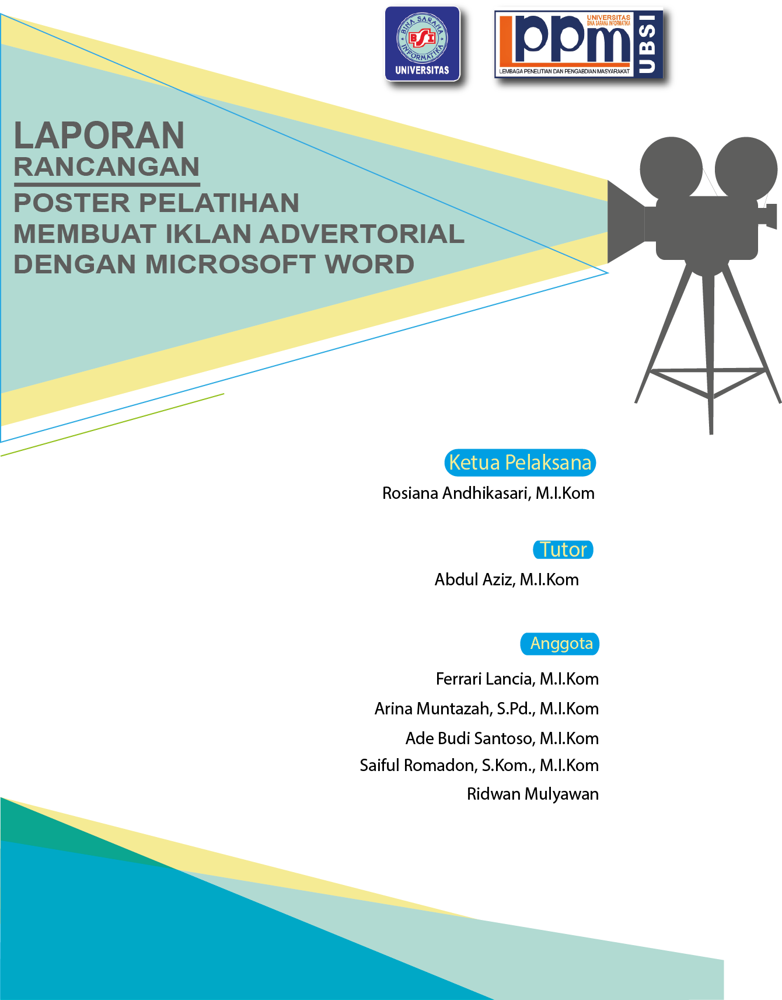 BINA SARANA
BSI
INFORMATIKA
UNIVERSITAS
UNIVERSITAS
BINA SARANA INFORMATIKA
Lppm
LEMBAGA PENELITIAN DAN PENGABDIAN MASYARAKAT
UBSI
LAPORAN
RANCANGAN
POSTER PELATIHAN
MEMBUAT IKLAN ADVERTORIAL
DENGAN MICROSOFT WORD
Ketua Pelaksana
Rosiana Andhikasari, M.I.Kom
Tutor
Abdul Aziz, M.I.Kom
Anggota
Ferrari Lancia, M.I.Kom
Arina Muntazah, S.Pd., M.I.Kom
Ade Budi Santoso, M.I.Kom
Saiful Romadon, S.Kom., M.I.Kom
Ridwan Mulyawan